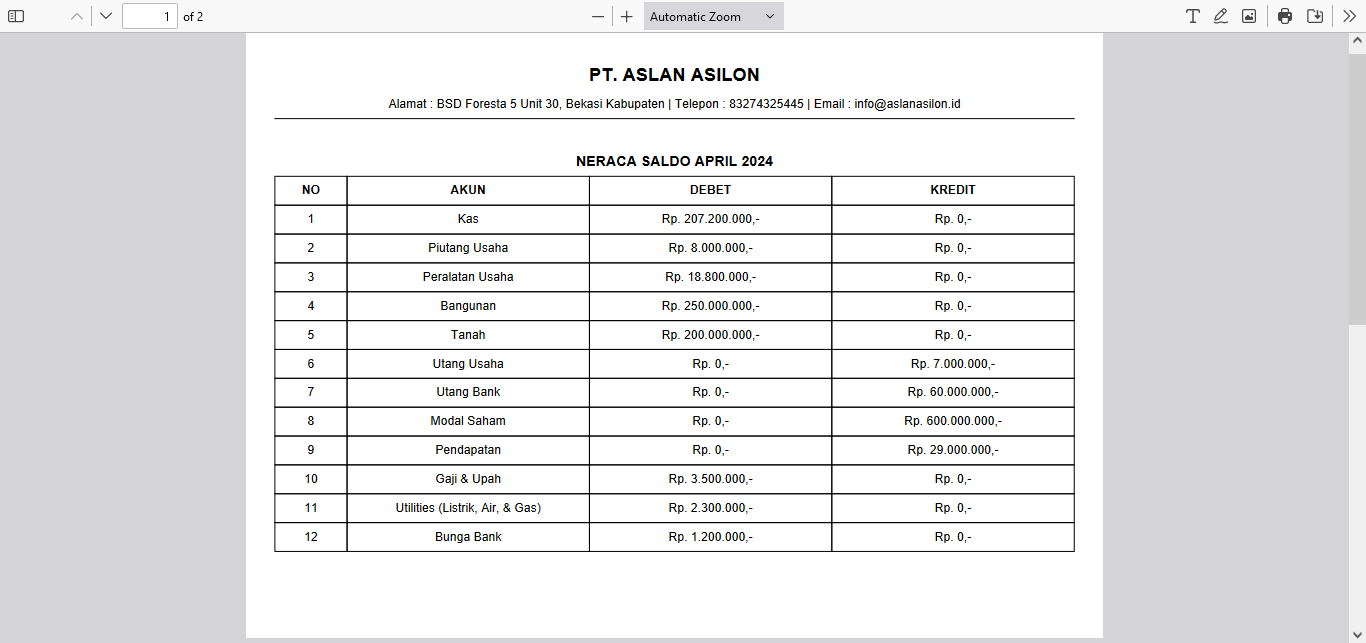 1 of 2 Automatic Zoom
PT. ASLAN ASILON
Alamat : BSD Foresta 5 Unit 30, Bekasi Kabupaten | Telepon : 83274325445 | Email : info@aslanasilon.id
NERACA SALDO APRIL 2024
NO AKUN DEBET KREDIT
1 Kas Rp. 207.200.000,- Rp. 0,-
2 Piutang Usaha Rp. 8.000.000,- Rp. 0,-
3 Peralatan Usaha Rp. 18.800.000,- Rp. 0,-
4 Bangunan Rp. 250.000.000,- Rp. 0,-
5 Tanah Rp. 200.000.000,- Rp. 0,-
6 Utang Usaha Rp. 0,- Rp. 7.000.000,-
7 Utang Bank Rp. 0,- Rp. 60.000.000,-
8 Modal Saham Rp. 0,- Rp. 600.000.000,-
9 Pendapatan Rp. 0,- Rp. 29.000.000,-
10 Gaji & Upah Rp. 3.500.000,- Rp. 0,-
11 Utilities (Listrik, Air, & Gas) Rp. 2.300.000,- Rp. 0,-
12 Bunga Bank Rp. 1.200.000,- Rp. 0,-